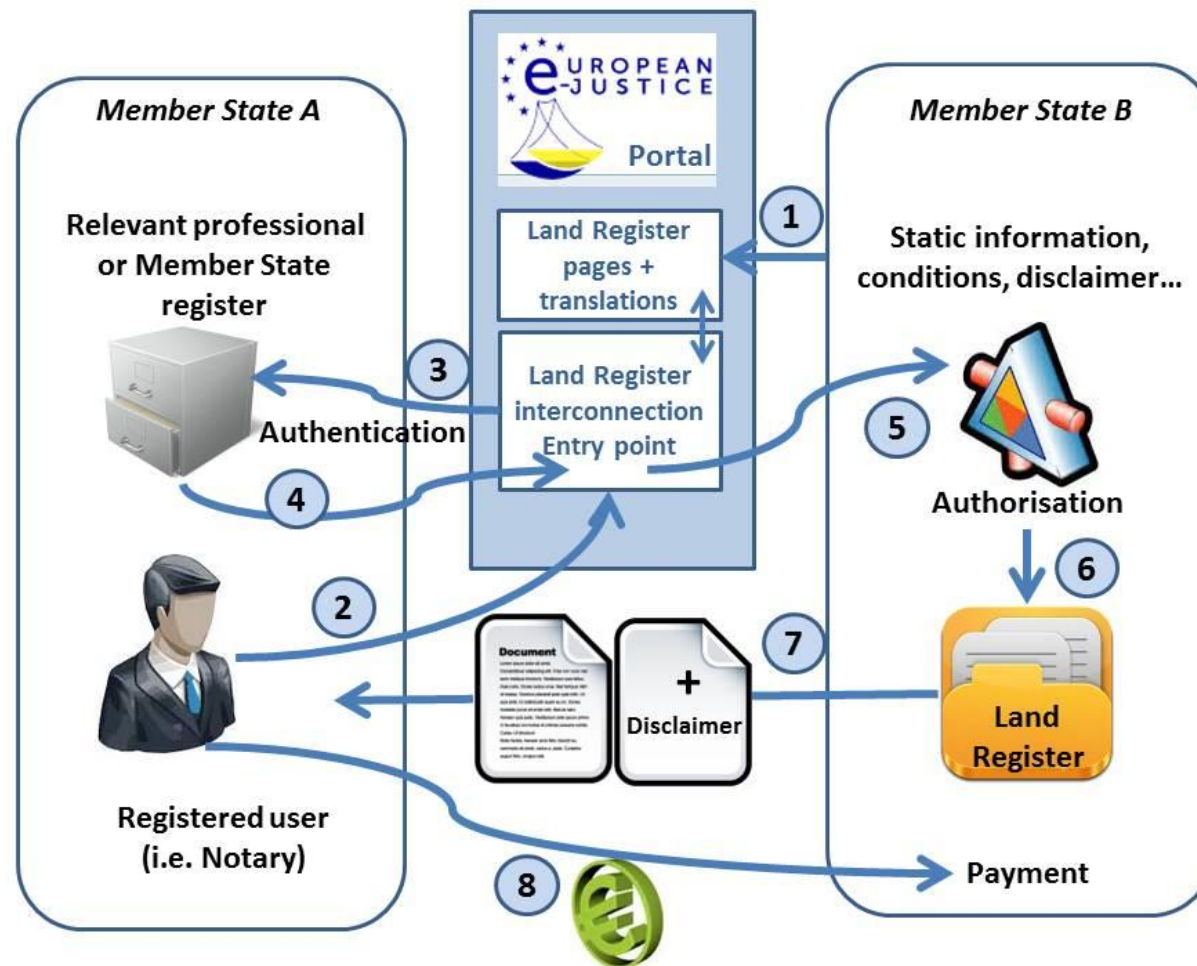 Member State A
Relevant professional
or Member State
register
3
Authentication
4
2
Registered user
(i.e. Notary)
eUROPEAN
e-JUSTICE
Portal
Land Register
pages +
translations
Land Register
interconnection
Entry point
1
Member State B
Static information,
conditions, disclaimer...
5
Authorisation
6
Land
Register
7
Document
+
Disclaimer
8
Payment